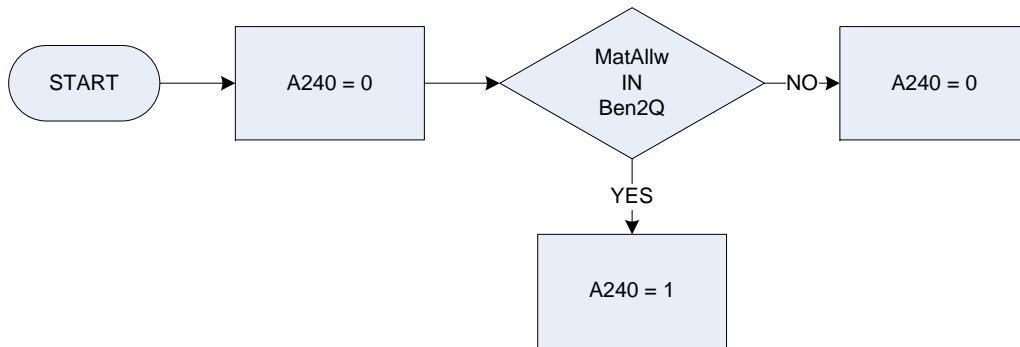 START
A240 = 0
MatAllw
IN
Ben2Q
NO
A240 = 0
YES
A240 = 1